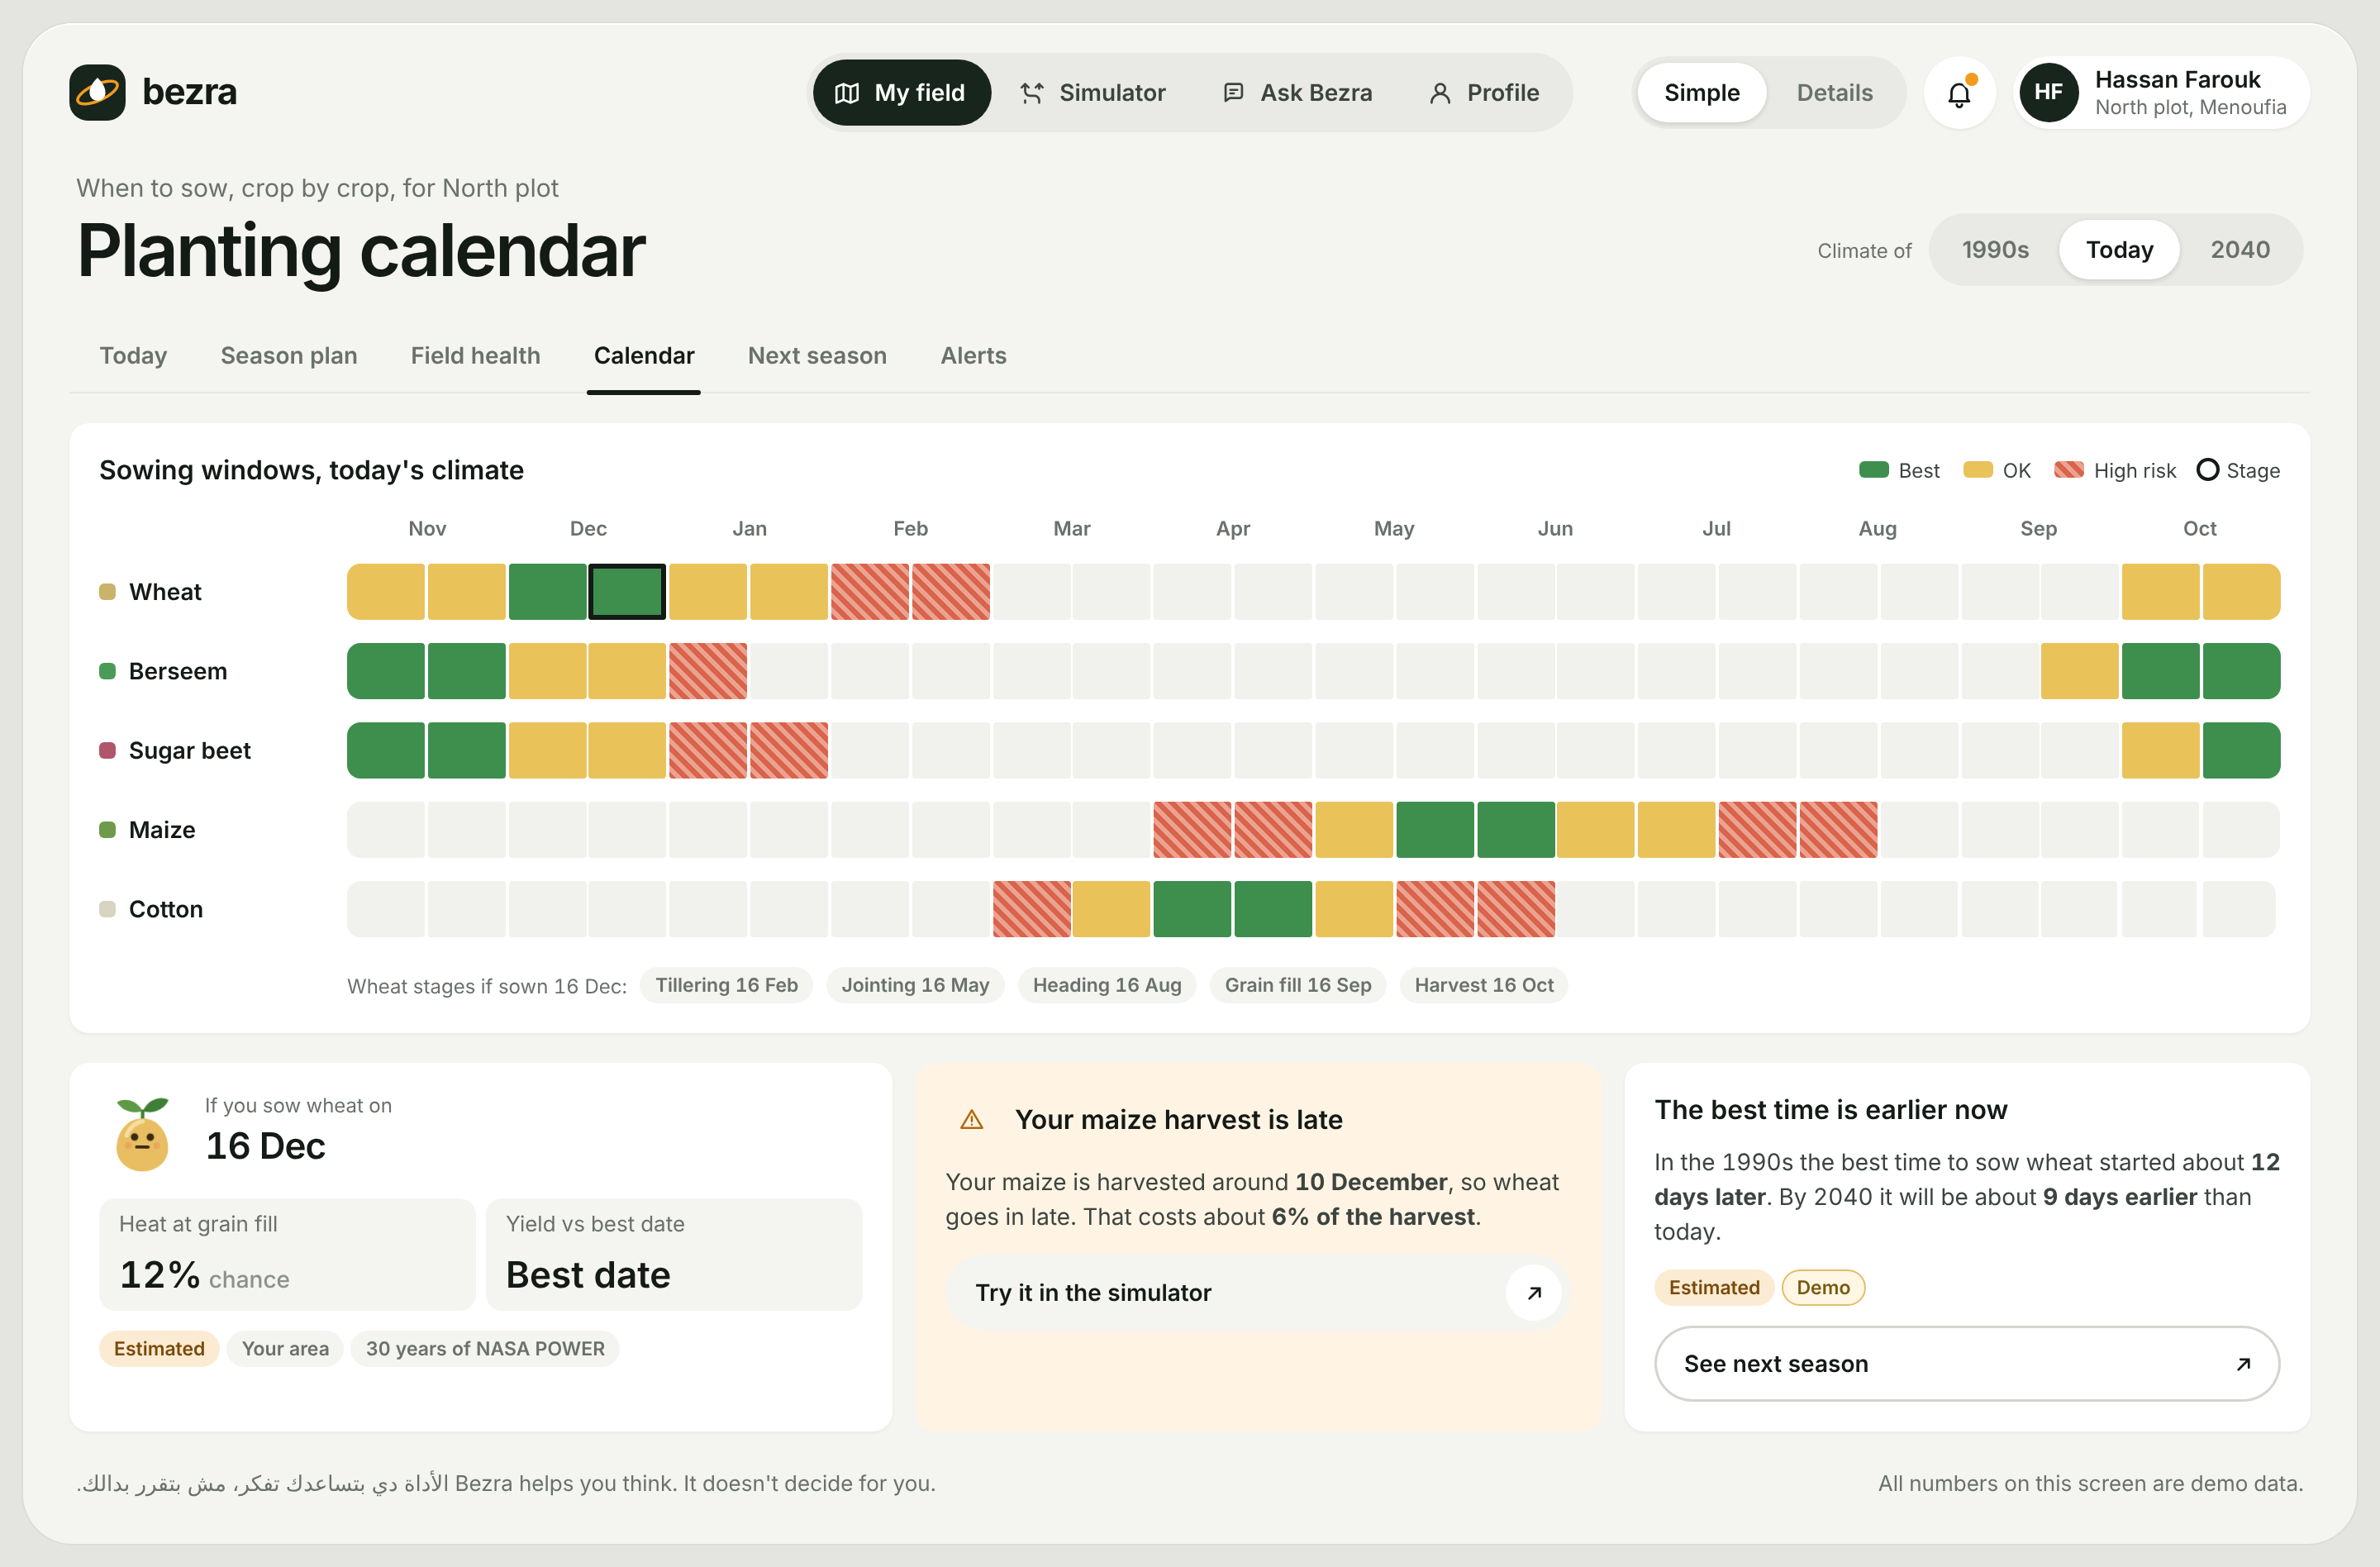 bezra
My field
Simulator
Ask Bezra
Profile
Simple
Details
HF
Hassan Farouk
North plot, Menoufia
When to sow, crop by crop, for North plot
Planting calendar
Climate of
1990s
Today
2040
Today
Season plan
Field health
Calendar
Next season
Alerts
Sowing windows, today's climate
Best
OK
High risk
Stage
Nov Dec Jan Feb Mar Apr May Jun Jul Aug Sep Oct
Wheat
Berseem
Sugar beet
Maize
Cotton
Wheat stages if sown 16 Dec: Tillering 16 Feb Jointing 16 May Heading 16 Aug Grain fill 16 Sep Harvest 16 Oct
If you sow wheat on
16 Dec
Heat at grain fill
12% chance
Yield vs best date
Best date
Estimated
Your area
30 years of NASA POWER
Your maize harvest is late
Your maize is harvested around 10 December, so wheat
goes in late. That costs about 6% of the harvest.
Try it in the simulator
The best time is earlier now
In the 1990s the best time to sow wheat started about 12
days later. By 2040 it will be about 9 days earlier than
today.
Estimated
Demo
See next season
الأداة دي بتساعدك تفكر، مش بتقرر بدالك. Bezra helps you think. It doesn't decide for you.
All numbers on this screen are demo data.